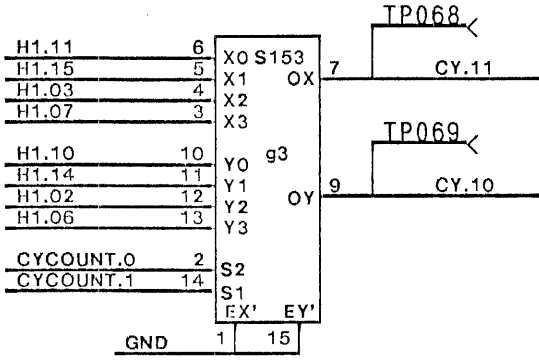 TP068
H1.11 6 X0 S153 7 CY.11
H1.15 5 X1 OX
H1.03 4 X2
H1.07 3 X3
TP069
H1.10 10 Y0 g3
H1.14 11 Y1 9 CY.10
H1.02 12 Y2 OY
H1.06 13 Y3
CYCOUNT.0 2 S2
CYCOUNT.1 14 S1
EX' EY'
GND 1 15